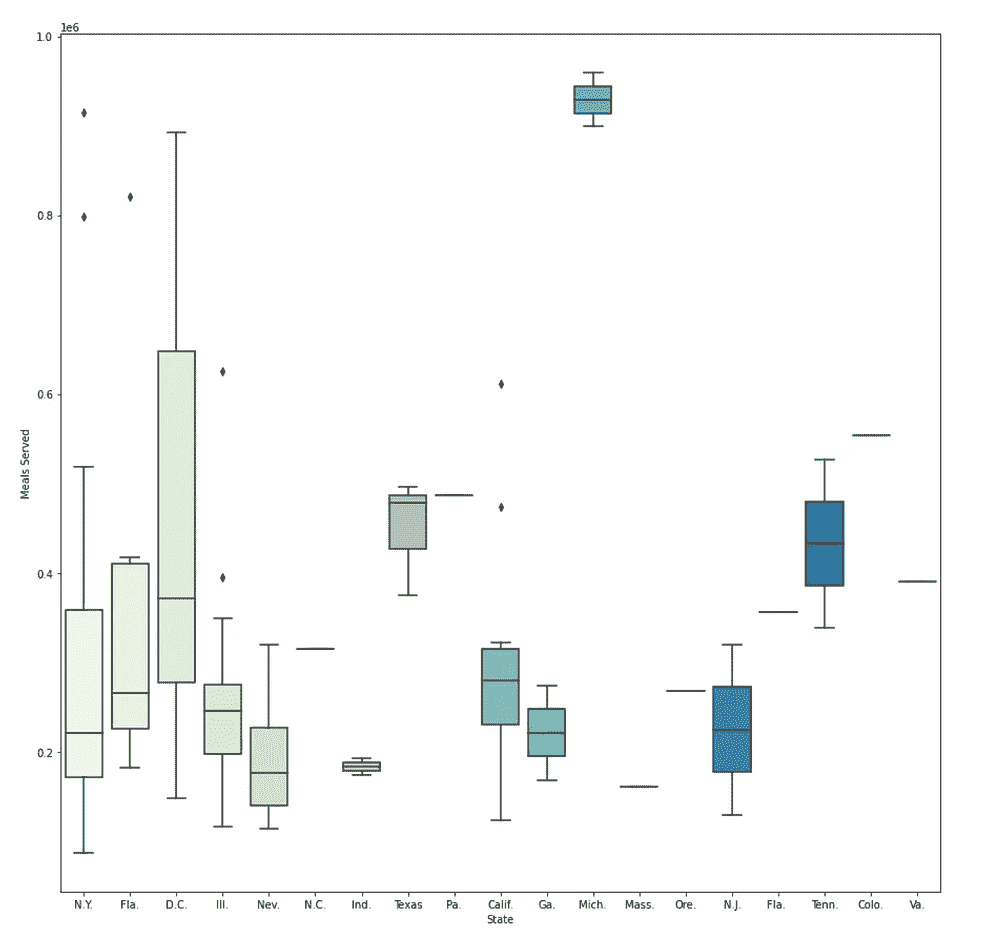 1e6
1.0
0.8
0.6
0.4
0.2
Meals Served
N.Y. Fla. D.C. Ill. Nev. N.C. Ind. Texas Pa. Calif. Ga. Mich. Mass. Ore. N.J. Fla. Tenn. Colo. Va.
State